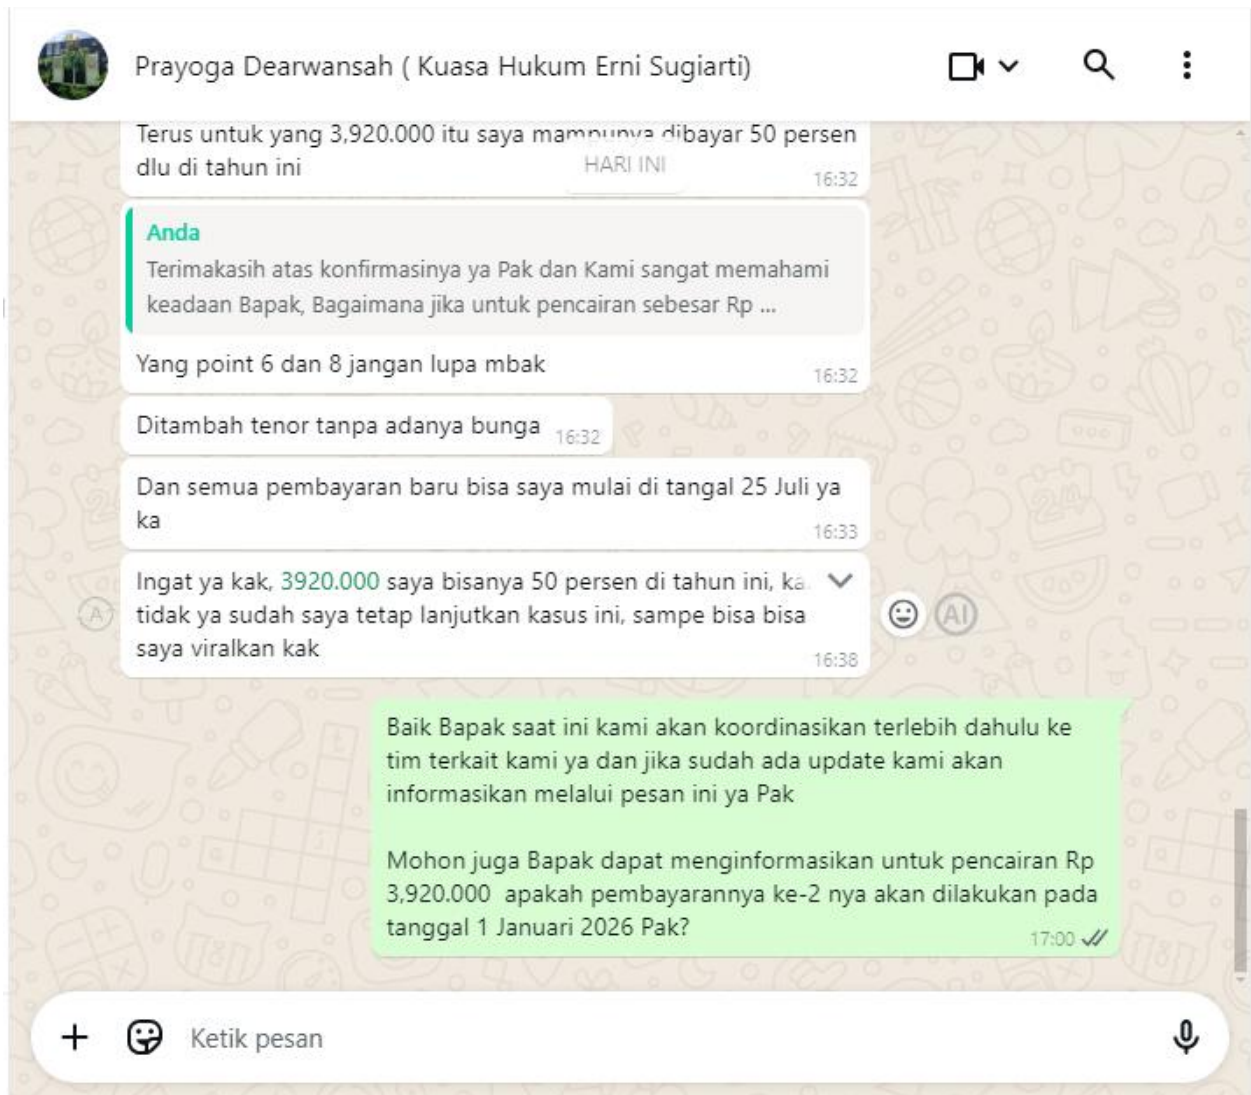 Prayoga Dearwansah ( Kuasa Hukum Erni Sugiarti)
Terus untuk yang 3,920.000 itu saya mampunya dibayar 50 persen
dlu di tahun ini
16:32
HARI INI
Anda
Terimakasih atas konfirmasinya ya Pak dan Kami sangat memahami
keadaan Bapak, Bagaimana jika untuk pencairan sebesar Rp ...
Yang point 6 dan 8 jangan lupa mbak
16:32
Ditambah tenor tanpa adanya bunga
16:32
Dan semua pembayaran baru bisa saya mulai di tangal 25 Juli ya
ka
16:33
Ingat ya kak, 3920.000 saya bisanya 50 persen di tahun ini, ka
tidak ya sudah saya tetap lanjutkan kasus ini, sampe bisa bisa
saya viralkan kak
16:38
A
AI
Baik Bapak saat ini kami akan koordinasikan terlebih dahulu ke
tim terkait kami ya dan jika sudah ada update kami akan
informasikan melalui pesan ini ya Pak
Mohon juga Bapak dapat menginformasikan untuk pencairan Rp
3,920.000 apakah pembayarannya ke-2 nya akan dilakukan pada
tanggal 1 Januari 2026 Pak?
17:00
Ketik pesan